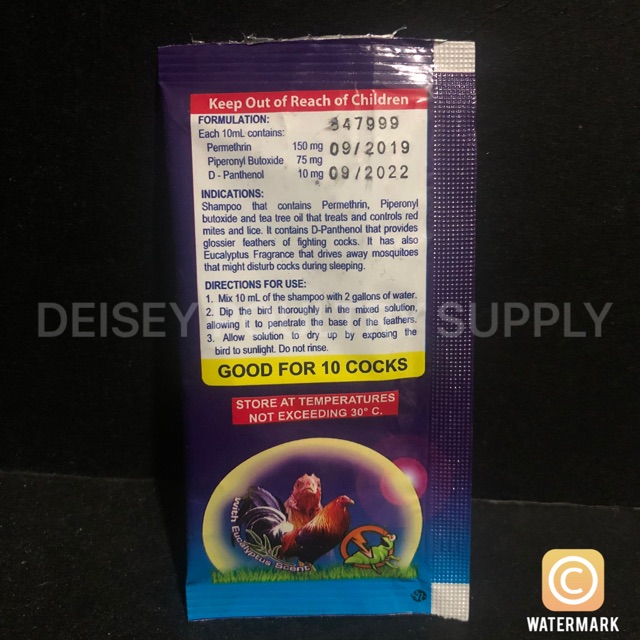 Keep Out of Reach of Children
FORMULATION:
847999
Each 10mL contains:
Permethrin 150 mg 09/2019
Piperonyl Butoxide 75 mg
D - Panthenol 10 mg 09/2022
INDICATIONS:
Shampoo that contains Permethrin, Piperonyl
butoxide and tea tree oil that treats and controls red
mites and lice. It contains D-Panthenol that provides
glossier feathers of fighting cocks. It has also
Eucalyptus Fragrance that drives away mosquitoes
that might disturb cocks during sleeping.
DIRECTIONS FOR USE:
1. Mix 10 mL of the shampoo with 2 gallons of water.
2. Dip the bird thoroughly in the mixed solution,
allowing it to penetrate the base of the feathers.
3. Allow solution to dry up by exposing the
bird to sunlight. Do not rinse.
DEISEY SUPPLY
GOOD FOR 10 COCKS
STORE AT TEMPERATURES
NOT EXCEEDING 30° C.
With Eucalyptus Scent
C
WATERMARK